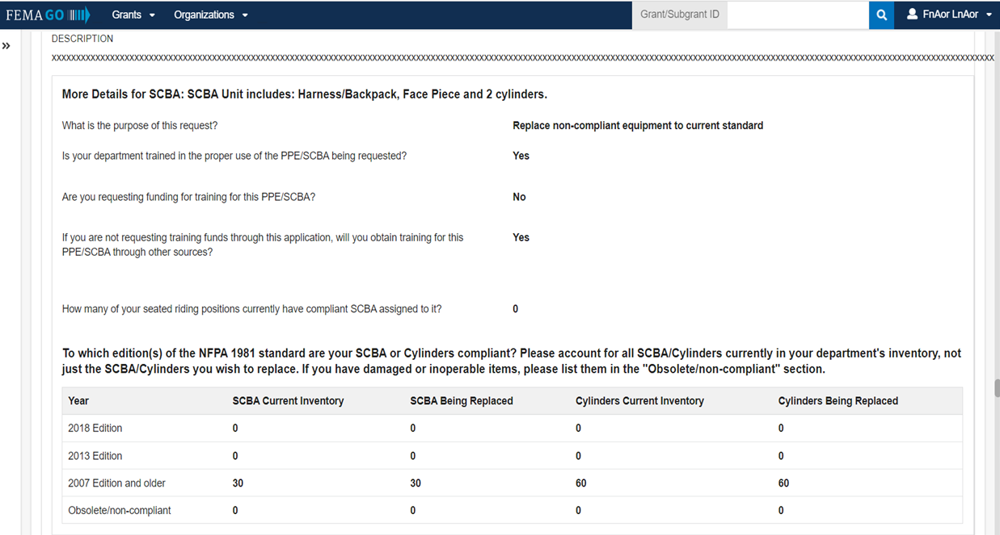 FEMA GO Grants Organizations Grant/Subgrant ID FnAor LnAor
»
DESCRIPTION
More Details for SCBA: SCBA Unit includes: Harness/Backpack, Face Piece and 2 cylinders.
What is the purpose of this request? Replace non-compliant equipment to current standard
Is your department trained in the proper use of the PPE/SCBA being requested? Yes
Are you requesting funding for training for this PPE/SCBA? No
If you are not requesting training funds through this application, will you obtain training for this Yes
PPE/SCBA through other sources?
How many of your seated riding positions currently have compliant SCBA assigned to it? 0
To which edition(s) of the NFPA 1981 standard are your SCBA or Cylinders compliant? Please account for all SCBA/Cylinders currently in your department's inventory, not
just the SCBA/Cylinders you wish to replace. If you have damaged or inoperable items, please list them in the "Obsolete/non-compliant" section.
Year SCBA Current Inventory SCBA Being Replaced Cylinders Current Inventory Cylinders Being Replaced
2018 Edition 0 0 0 0
2013 Edition 0 0 0 0
2007 Edition and older 30 30 60 60
Obsolete/non-compliant 0 0 0 0